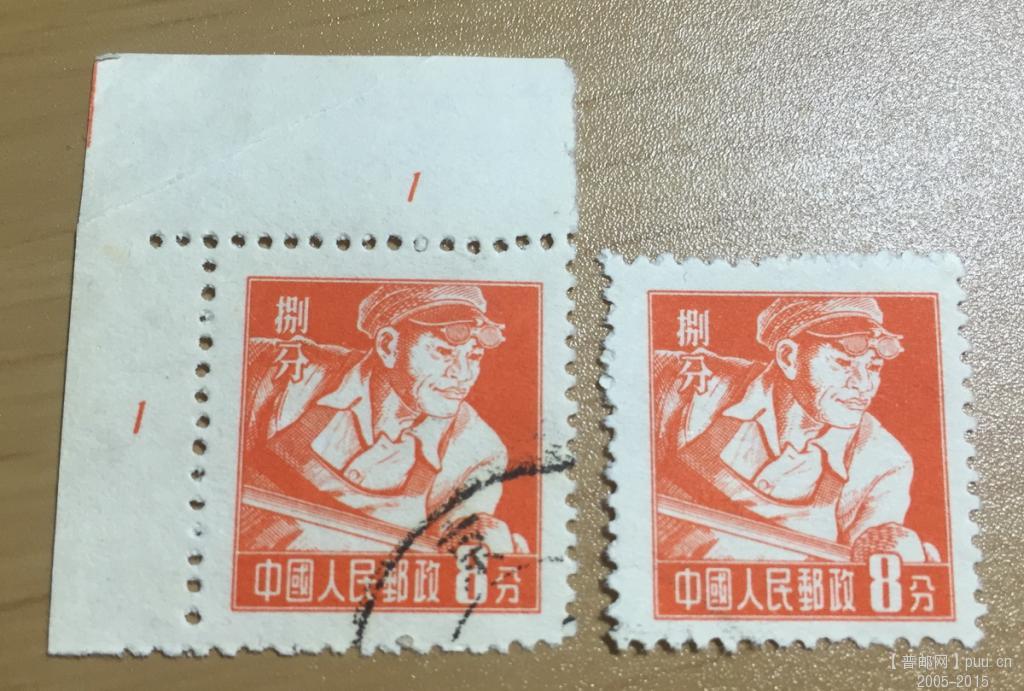 1
1
捌
分
中國人民郵政8分
捌
分
中國人民郵政8分
【普邮网】puu.cn
2005-2015